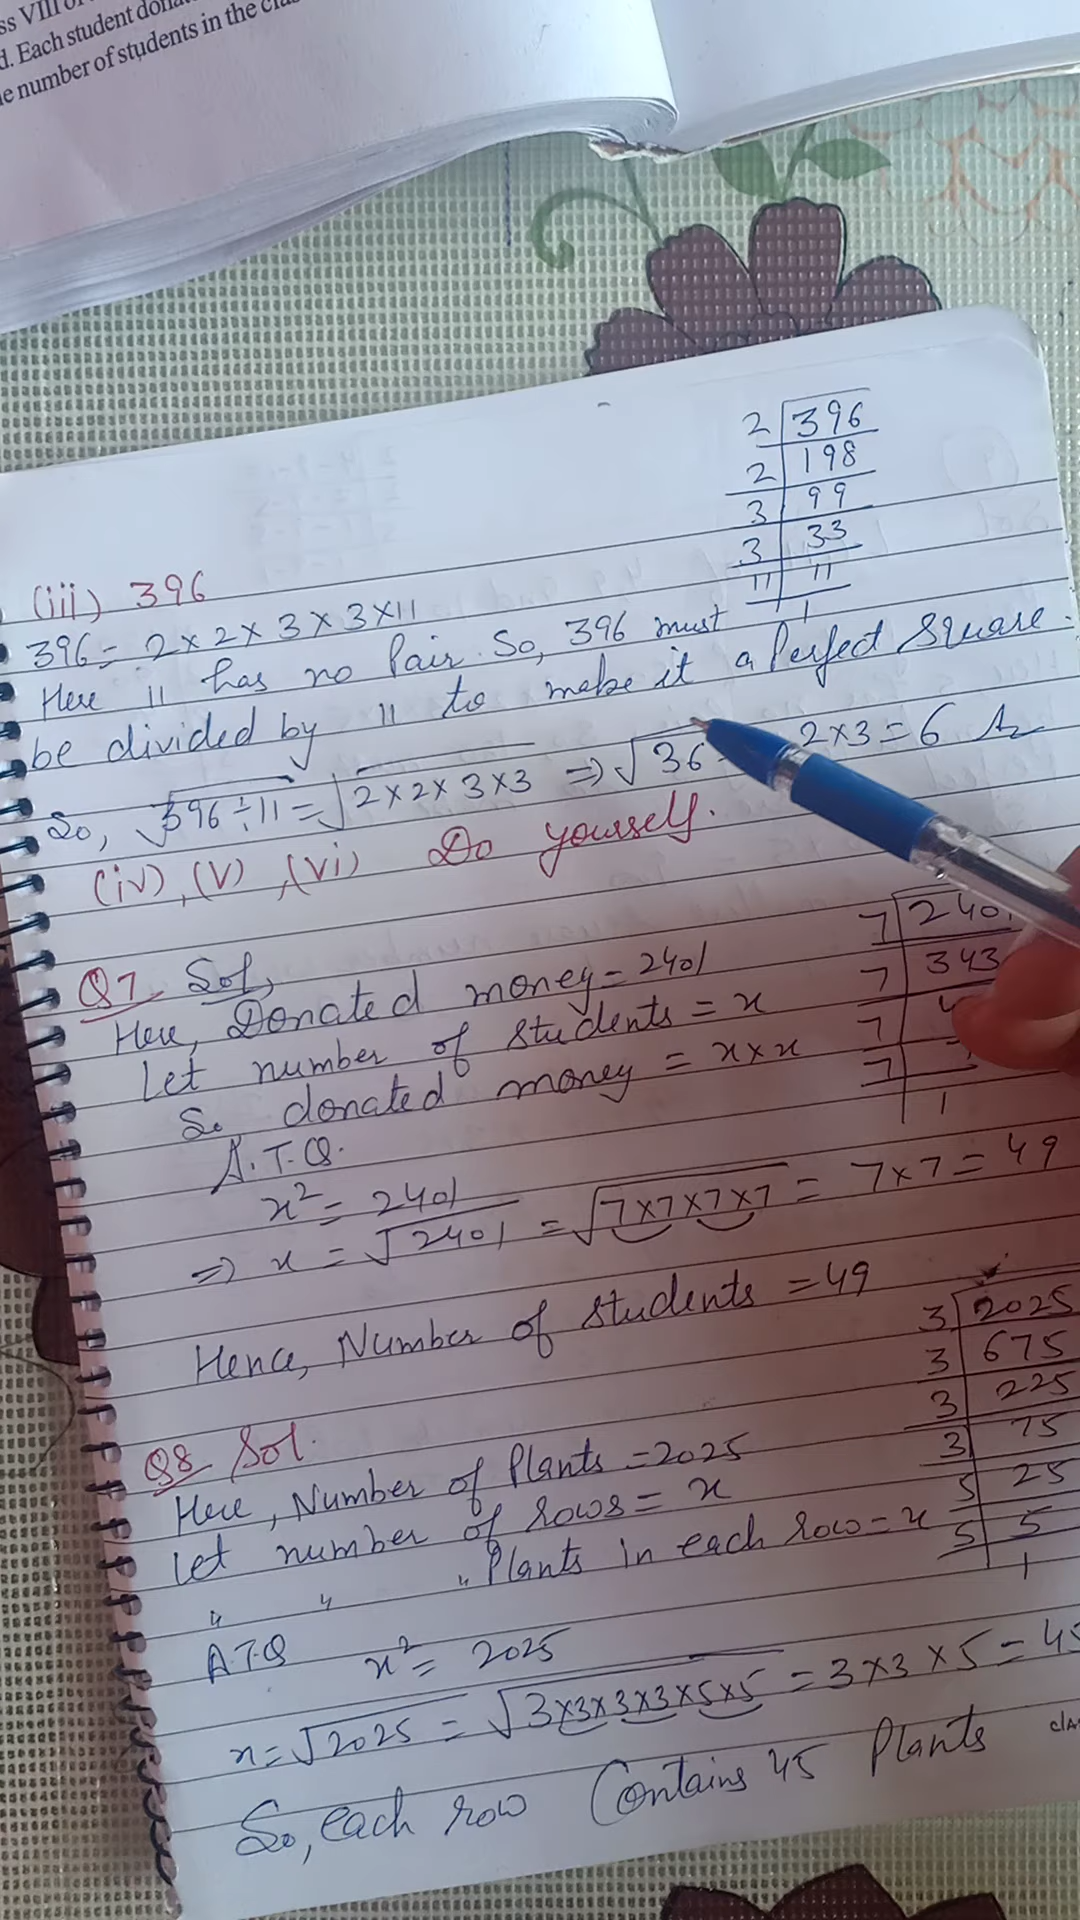 ss VIII of
d. Each student dona
e number of students in the cla
2 396
2 198
3 99
3 33
11 11
1
(iii) 396
396 = 2×2×3×3×11
Here 11 has no Pair. So, 396 must
be divided by 11 to make it a Perfect square.
So, √396÷11 = √2×2×3×3 ⇒ √36 2×3=6
(iv), (v), (vi) Do yourself.
Q7 Sol,
Here, Donated money = 2401
Let number of students = x
So donated money = x×x
A.T.Q.
x² = 2401
⇒ x = √2401 = √7×7×7×7 = 7×7=49
Hence, Number of students = 49
7 2401
7 343
7 4
7
1
Q8 Sol.
Here, Number of Plants = 2025
Let number of rows = x
" " " Plants in each row = x
A.T.Q x² = 2025
x = √2025 = √3×3×3×3×5×5 = 3×3×5=45
So, each row Contains 45 Plants
3 2025
3 675
3 225
3 75
5 25
5 5
1